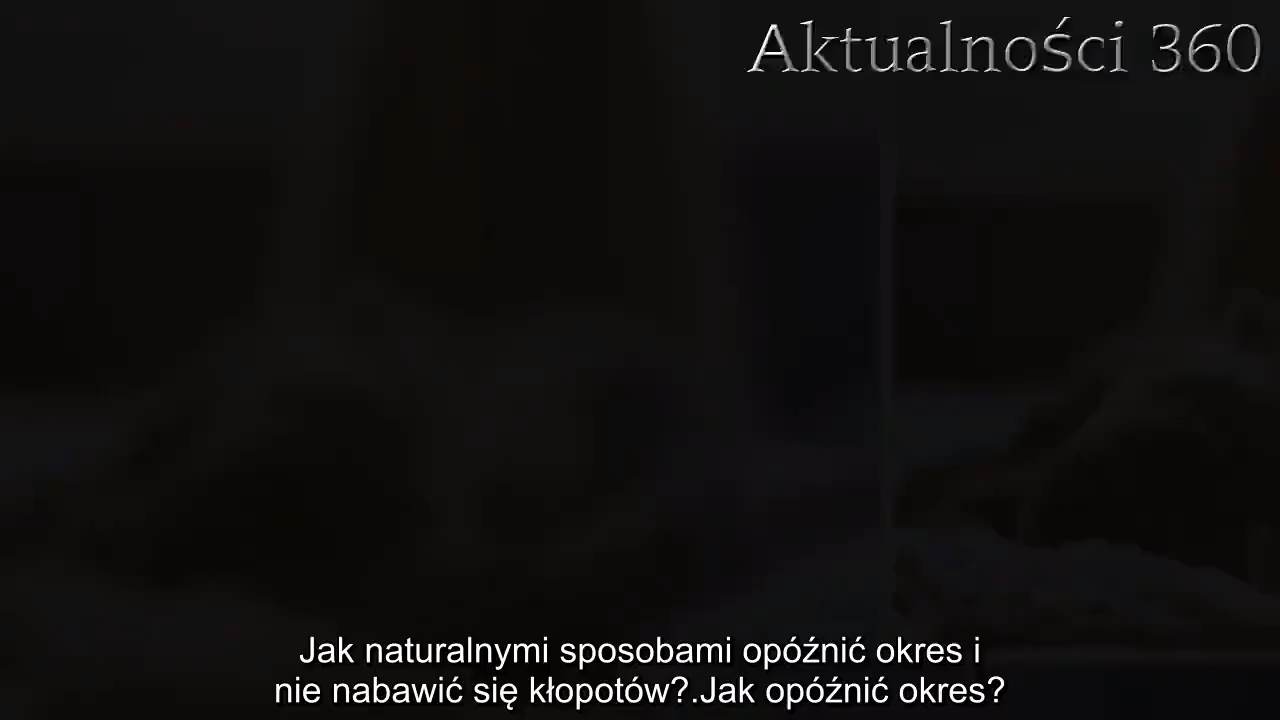 Aktualności 360
Jak naturalnymi sposobami opóźnić okres i
nie nabawić się kłopotów?.Jak opóźnić okres?